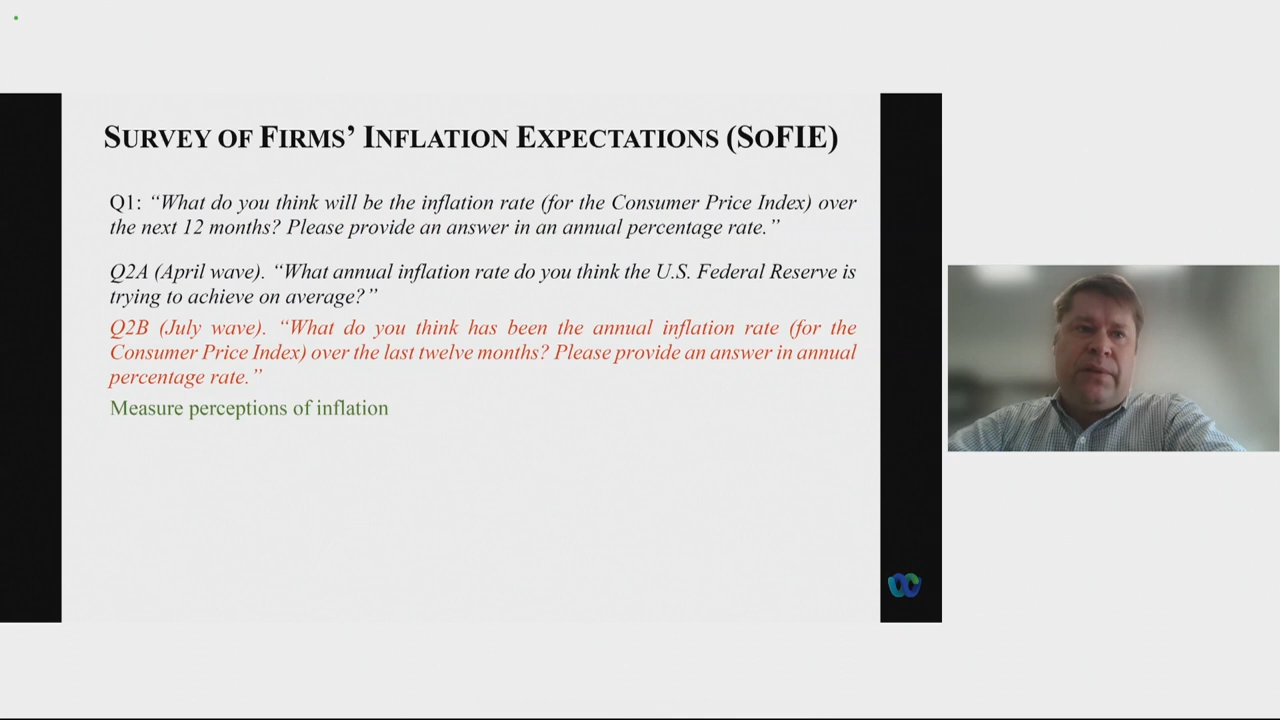 SURVEY OF FIRMS’ INFLATION EXPECTATIONS (SOFIE)
Q1: “What do you think will be the inflation rate (for the Consumer Price Index) over
the next 12 months? Please provide an answer in an annual percentage rate.”
Q2A (April wave). “What annual inflation rate do you think the U.S. Federal Reserve is
trying to achieve on average?”
Q2B (July wave). “What do you think has been the annual inflation rate (for the
Consumer Price Index) over the last twelve months? Please provide an answer in annual
percentage rate.”
Measure perceptions of inflation